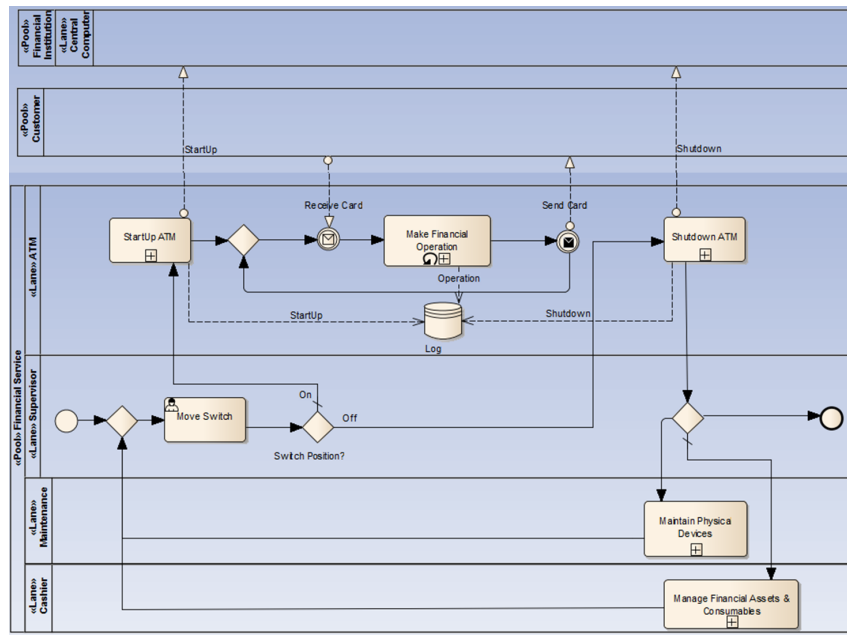 «Pool»
Financial
Institution
«Lane»
Central
Computer
«Pool»
Customer
StartUp
Shutdown
Receive Card
Send Card
«Pool» Financial Service
«Lane» ATM
StartUp ATM
Make Financial
Operation
Shutdown ATM
Operation
StartUp
Shutdown
Log
«Lane» Supervisor
On
Move Switch
Off
Switch Position?
«Lane»
Maintenance
Maintain Physica
Devices
«Lane»
Cashier
Manage Financial Assets &
Consumables